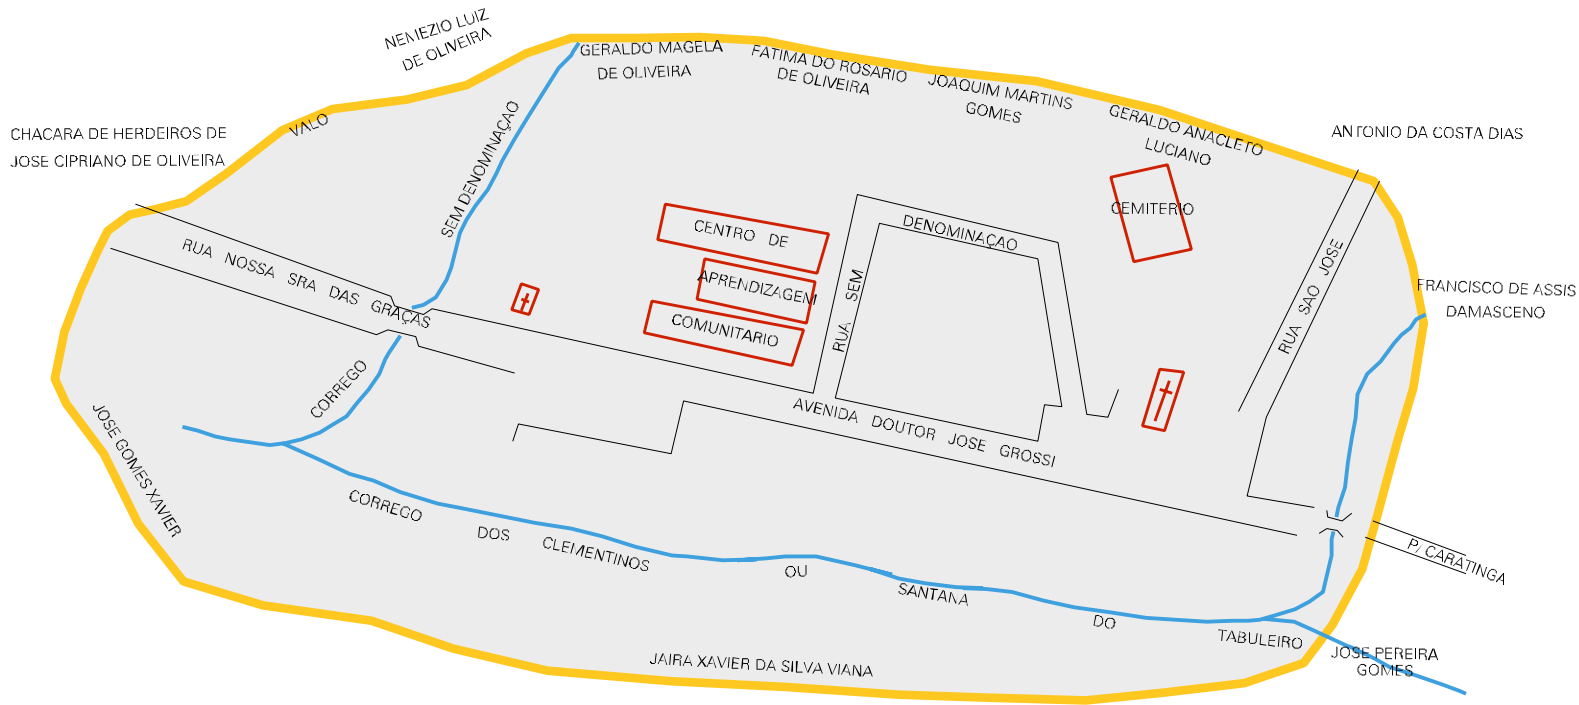 NEMEZIO LUIZ
DE OLIVEIRA
GERALDO MAGELA
DE OLIVEIRA
FATIMA DO ROSARIO
DE OLIVEIRA
JOAQUIM MARTINS
GOMES
GERALDO ANACLETO
LUCIANO
ANTONIO DA COSTA DIAS
CHACARA DE HERDEIROS DE
JOSE CIPRIANO DE OLIVEIRA
VALO
SEM DENOMINAÇAO
CEMITERIO
CENTRO DE
APRENDIZAGEM
COMUNITARIO
RUA SEM
DENOMINAÇAO
RUA NOSSA SRA DAS GRAÇAS
RUA SAO JOSE
FRANCISCO DE ASSIS
DAMASCENO
CORREGO
AVENIDA DOUTOR JOSE GROSSI
JOSE GOMES XAVIER
CORREGO DOS CLEMENTINOS OU SANTANA DO TABULEIRO
P/ CARATINGA
JOSE PEREIRA
GOMES
JAIRA XAVIER DA SILVA VIANA